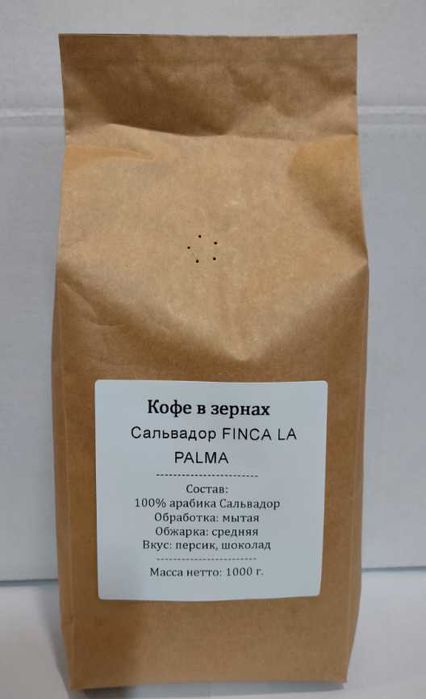 Кофе в зернах
Сальвадор FINCA LA
PALMA
------------------------
Состав:
100% арабика Сальвадор
Обработка: мытая
Обжарка: средняя
Вкус: персик, шоколад
------------------------
Масса нетто: 1000 г.